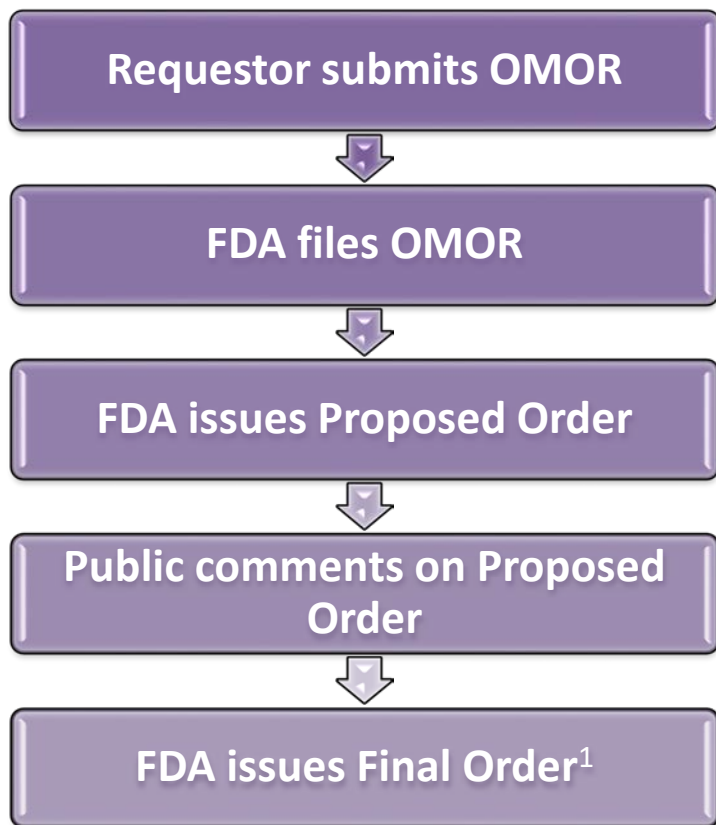 Requestor submits OMOR
FDA files OMOR
FDA issues Proposed Order
Public comments on Proposed
Order
FDA issues Final Order¹